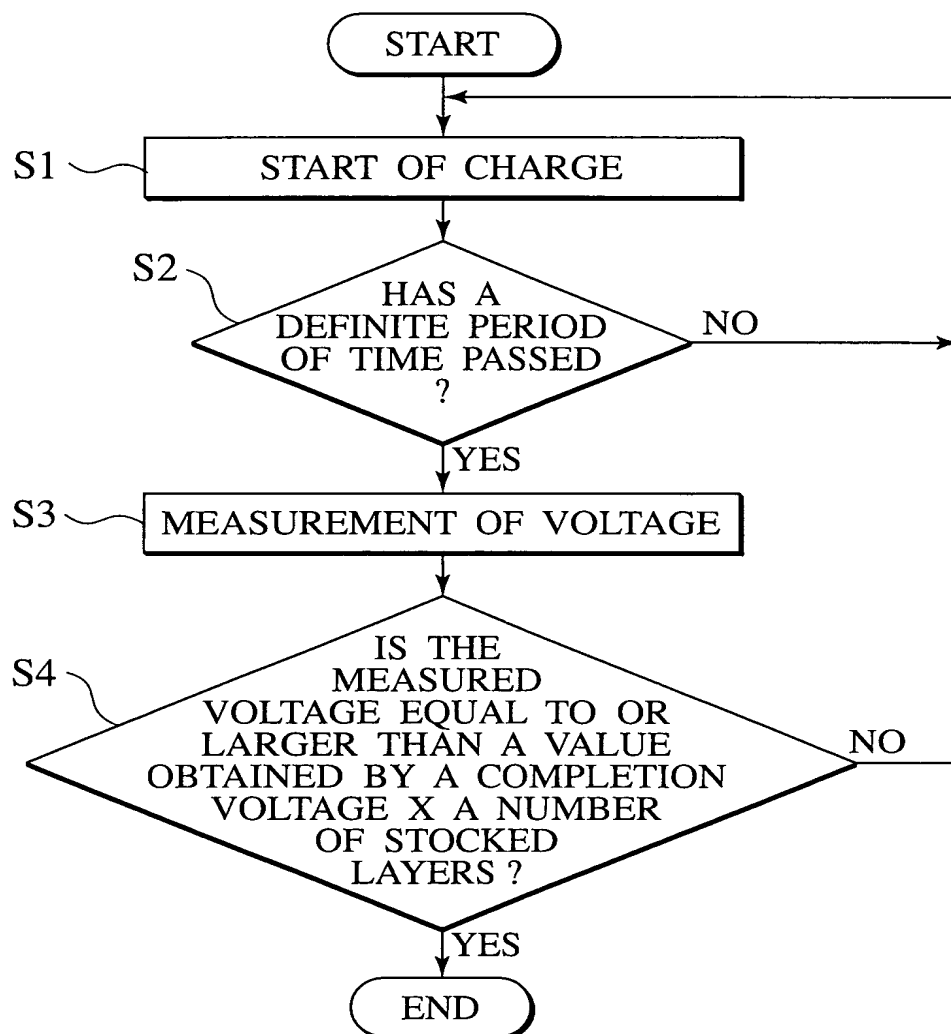 START
S1
START OF CHARGE
S2
HAS A
DEFINITE PERIOD
OF TIME PASSED
?
NO
YES
S3
MEASUREMENT OF VOLTAGE
S4
IS THE
MEASURED
VOLTAGE EQUAL TO OR
LARGER THAN A VALUE
OBTAINED BY A COMPLETION
VOLTAGE X A NUMBER
OF STOCKED
LAYERS ?
NO
YES
END